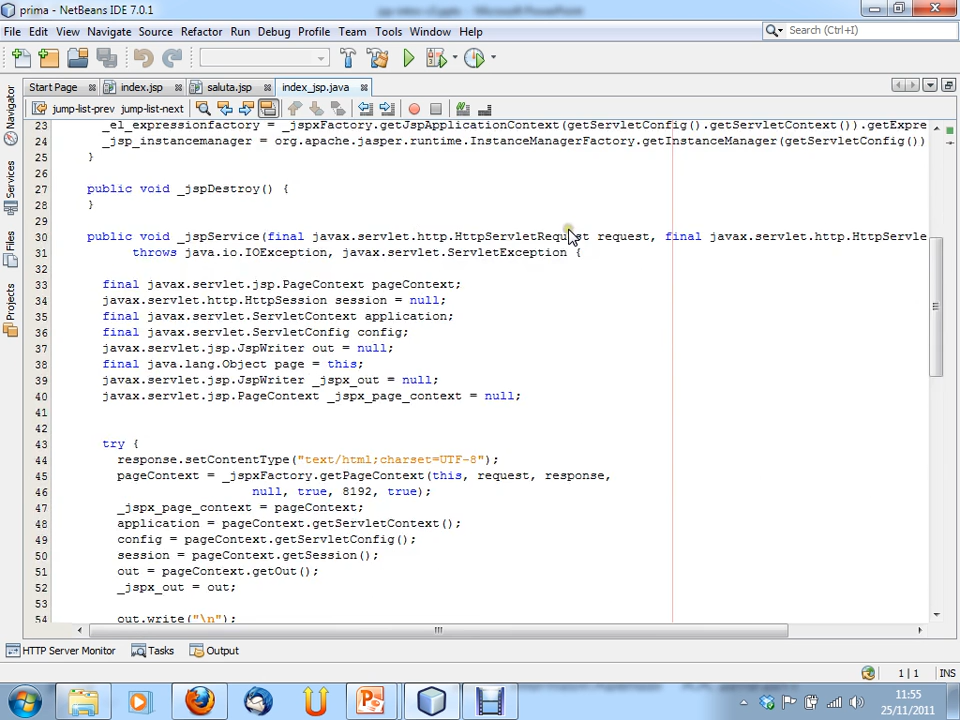 prima - NetBeans IDE 7.0.1
File Edit View Navigate Source Refactor Run Debug Profile Team Tools Window Help
Search (Ctrl+I)
Start Page index.jsp saluta.jsp index_jsp.java
jump-list-prev jump-list-next
Navigator
Services
Files
Projects
23 _el_expressionfactory = _jspxFactory.getJspApplicationContext(getServletConfig().getServletContext()).getExpre
24 _jsp_instancemanager = org.apache.jasper.runtime.InstanceManagerFactory.getInstanceManager(getServletConfig())
25 }
26
27 public void _jspDestroy() {
28 }
29
30 public void _jspService(final javax.servlet.http.HttpServletRequest request, final javax.servlet.http.HttpServle
31 throws java.io.IOException, javax.servlet.ServletException {
32
33 final javax.servlet.jsp.PageContext pageContext;
34 javax.servlet.http.HttpSession session = null;
35 final javax.servlet.ServletContext application;
36 final javax.servlet.ServletConfig config;
37 javax.servlet.jsp.JspWriter out = null;
38 final java.lang.Object page = this;
39 javax.servlet.jsp.JspWriter _jspx_out = null;
40 javax.servlet.jsp.PageContext _jspx_page_context = null;
41
42
43 try {
44 response.setContentType("text/html;charset=UTF-8");
45 pageContext = _jspxFactory.getPageContext(this, request, response,
46 null, true, 8192, true);
47 _jspx_page_context = pageContext;
48 application = pageContext.getServletContext();
49 config = pageContext.getServletConfig();
50 session = pageContext.getSession();
51 out = pageContext.getOut();
52 _jspx_out = out;
53
54 out.write("\n");
HTTP Server Monitor Tasks Output
1 | 1 INS
11:55
25/11/2011